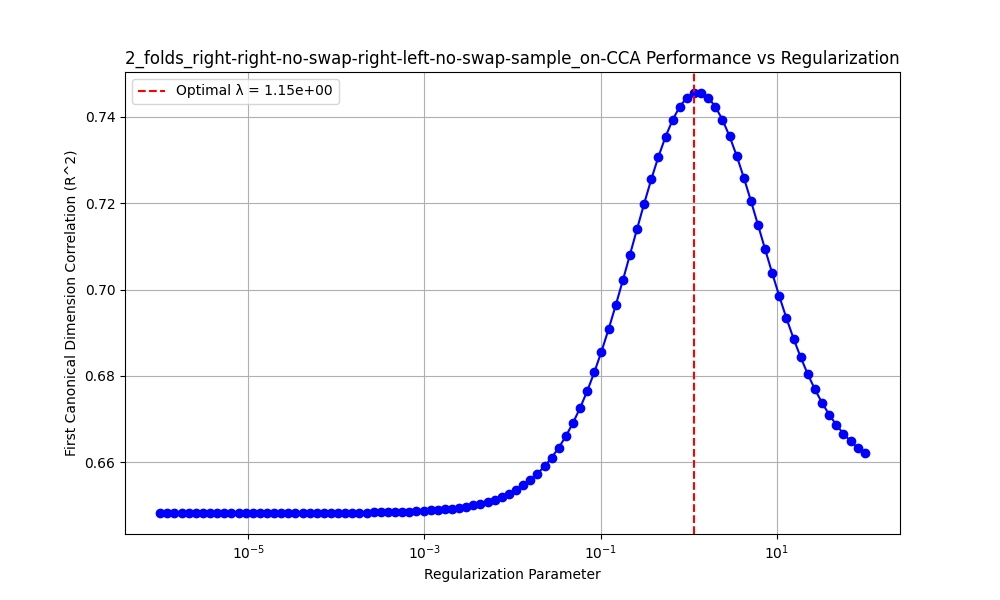 2_folds_right-right-no-swap-right-left-no-swap-sample_on-CCA Performance vs Regularization
Optimal λ = 1.15e+00
First Canonical Dimension Correlation (R^2)
0.74
0.72
0.70
0.68
0.66
10⁻⁵
10⁻³
10⁻¹
10¹
Regularization Parameter